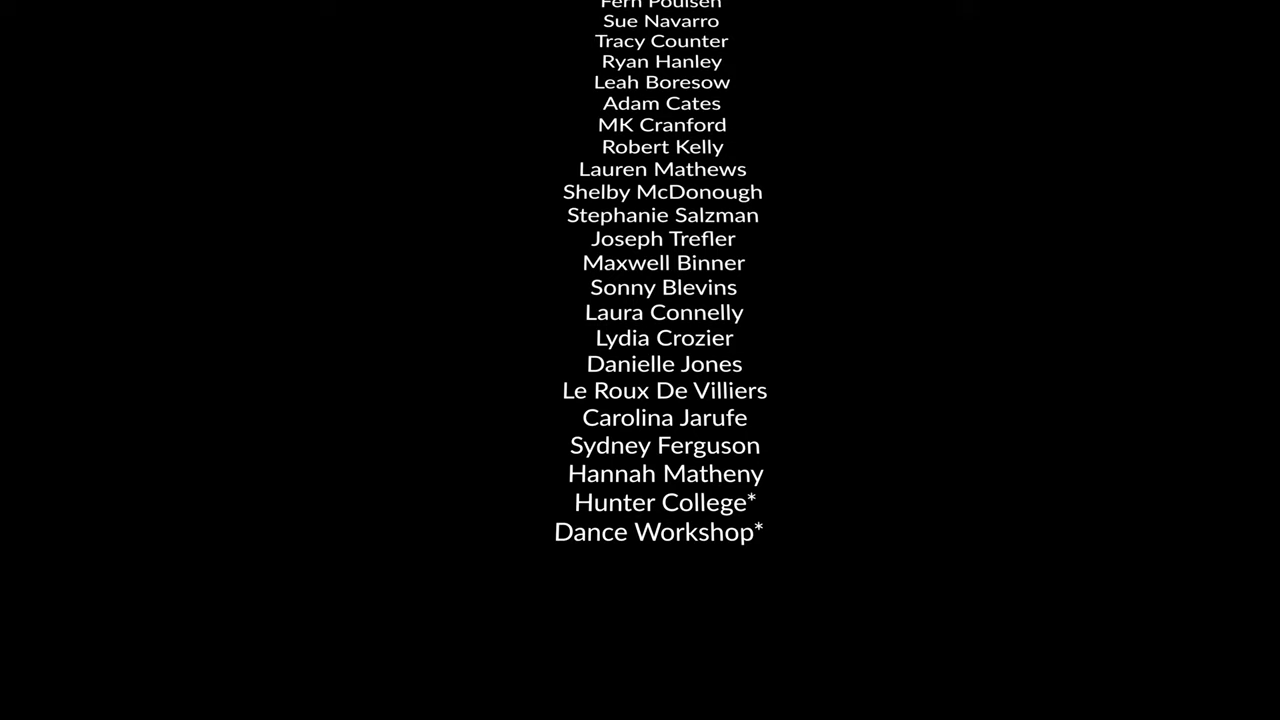 Fern Poulsen
Sue Navarro
Tracy Counter
Ryan Hanley
Leah Boresow
Adam Cates
MK Cranford
Robert Kelly
Lauren Mathews
Shelby McDonough
Stephanie Salzman
Joseph Trefler
Maxwell Binner
Sonny Blevins
Laura Connelly
Lydia Crozier
Danielle Jones
Le Roux De Villiers
Carolina Jarufe
Sydney Ferguson
Hannah Matheny
Hunter College*
Dance Workshop*